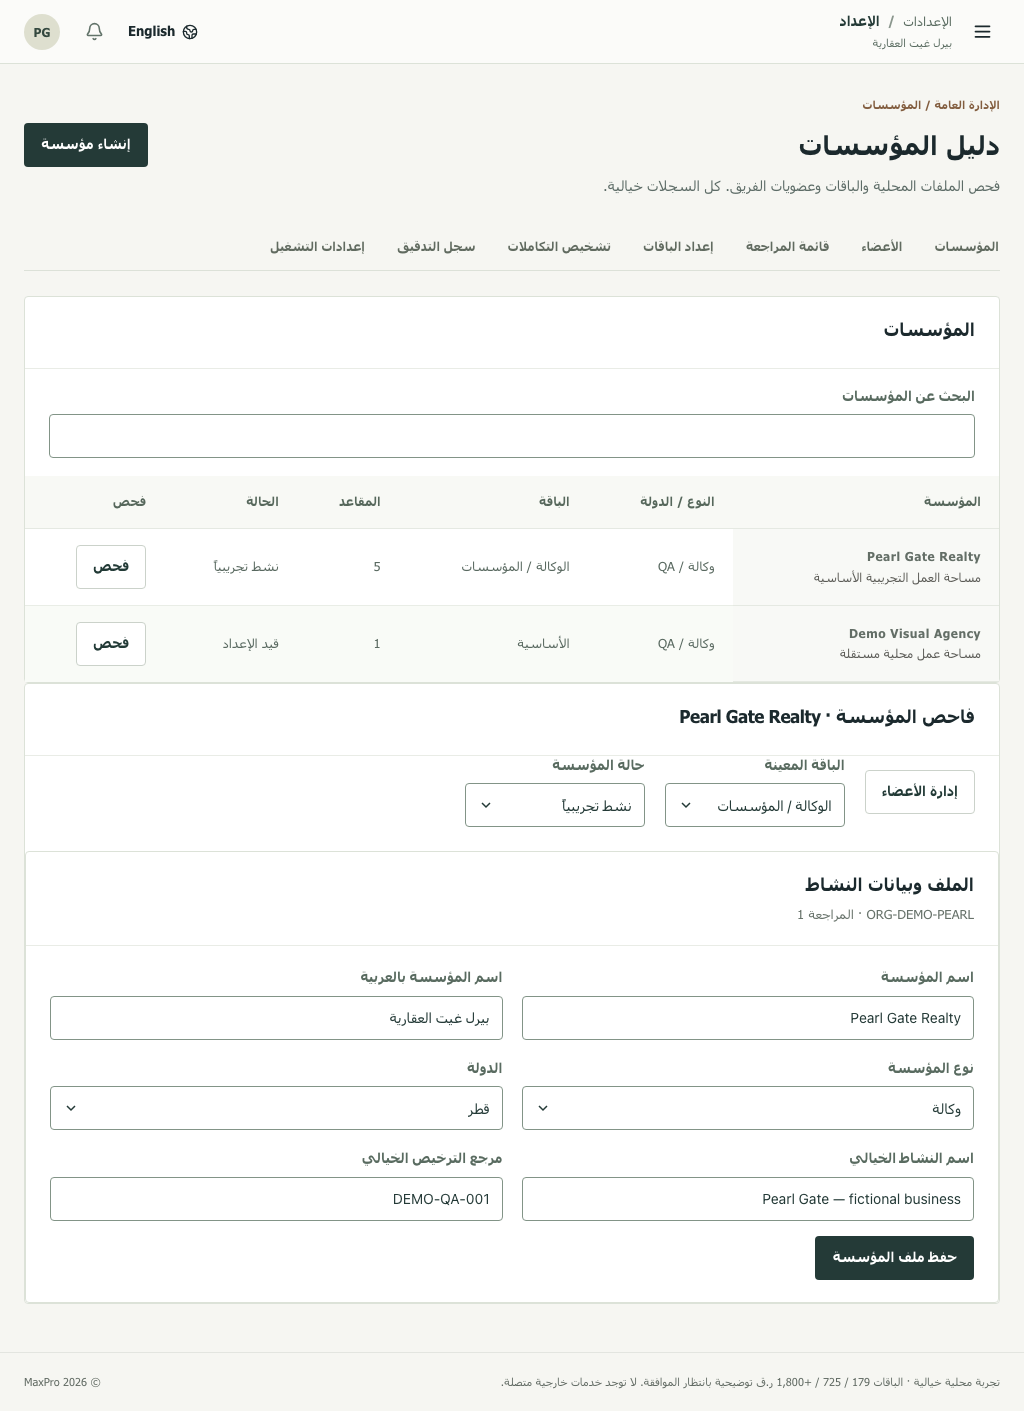 الإعدادات / الإعداد
بيرل غيت العقارية
English
PG
الإدارة العامة / المؤسسات
دليل المؤسسات
إنشاء مؤسسة
فحص الملفات المحلية والباقات وعضويات الفريق. كل السجلات خيالية.
المؤسسات الأعضاء قائمة المراجعة إعداد الباقات تشخيص التكاملات سجل التدقيق إعدادات التشغيل
المؤسسات
البحث عن المؤسسات
المؤسسة النوع / الدولة الباقة المقاعد الحالة فحص
Pearl Gate Realty
مساحة العمل التجريبية الأساسية
وكالة / QA الوكالة / المؤسسات 5 نشط تجريبياً فحص
Demo Visual Agency
مساحة عمل محلية مستقلة
وكالة / QA الأساسية 1 قيد الإعداد فحص
فاحص المؤسسة · Pearl Gate Realty
إدارة الأعضاء
الباقة المعينة حالة المؤسسة
الوكالة / المؤسسات نشط تجريبياً
الملف وبيانات النشاط
ORG-DEMO-PEARL · المراجعة 1
اسم المؤسسة اسم المؤسسة بالعربية
Pearl Gate Realty بيرل غيت العقارية
نوع المؤسسة الدولة
وكالة قطر
اسم النشاط الخيالي مرجع الترخيص الخيالي
Pearl Gate — fictional business DEMO-QA-001
حفظ ملف المؤسسة
تجربة محلية خيالية · الباقات 179 / 725 / 1,800+ ر.ق توضيحية بانتظار الموافقة. لا توجد خدمات خارجية متصلة.
© 2026 MaxPro